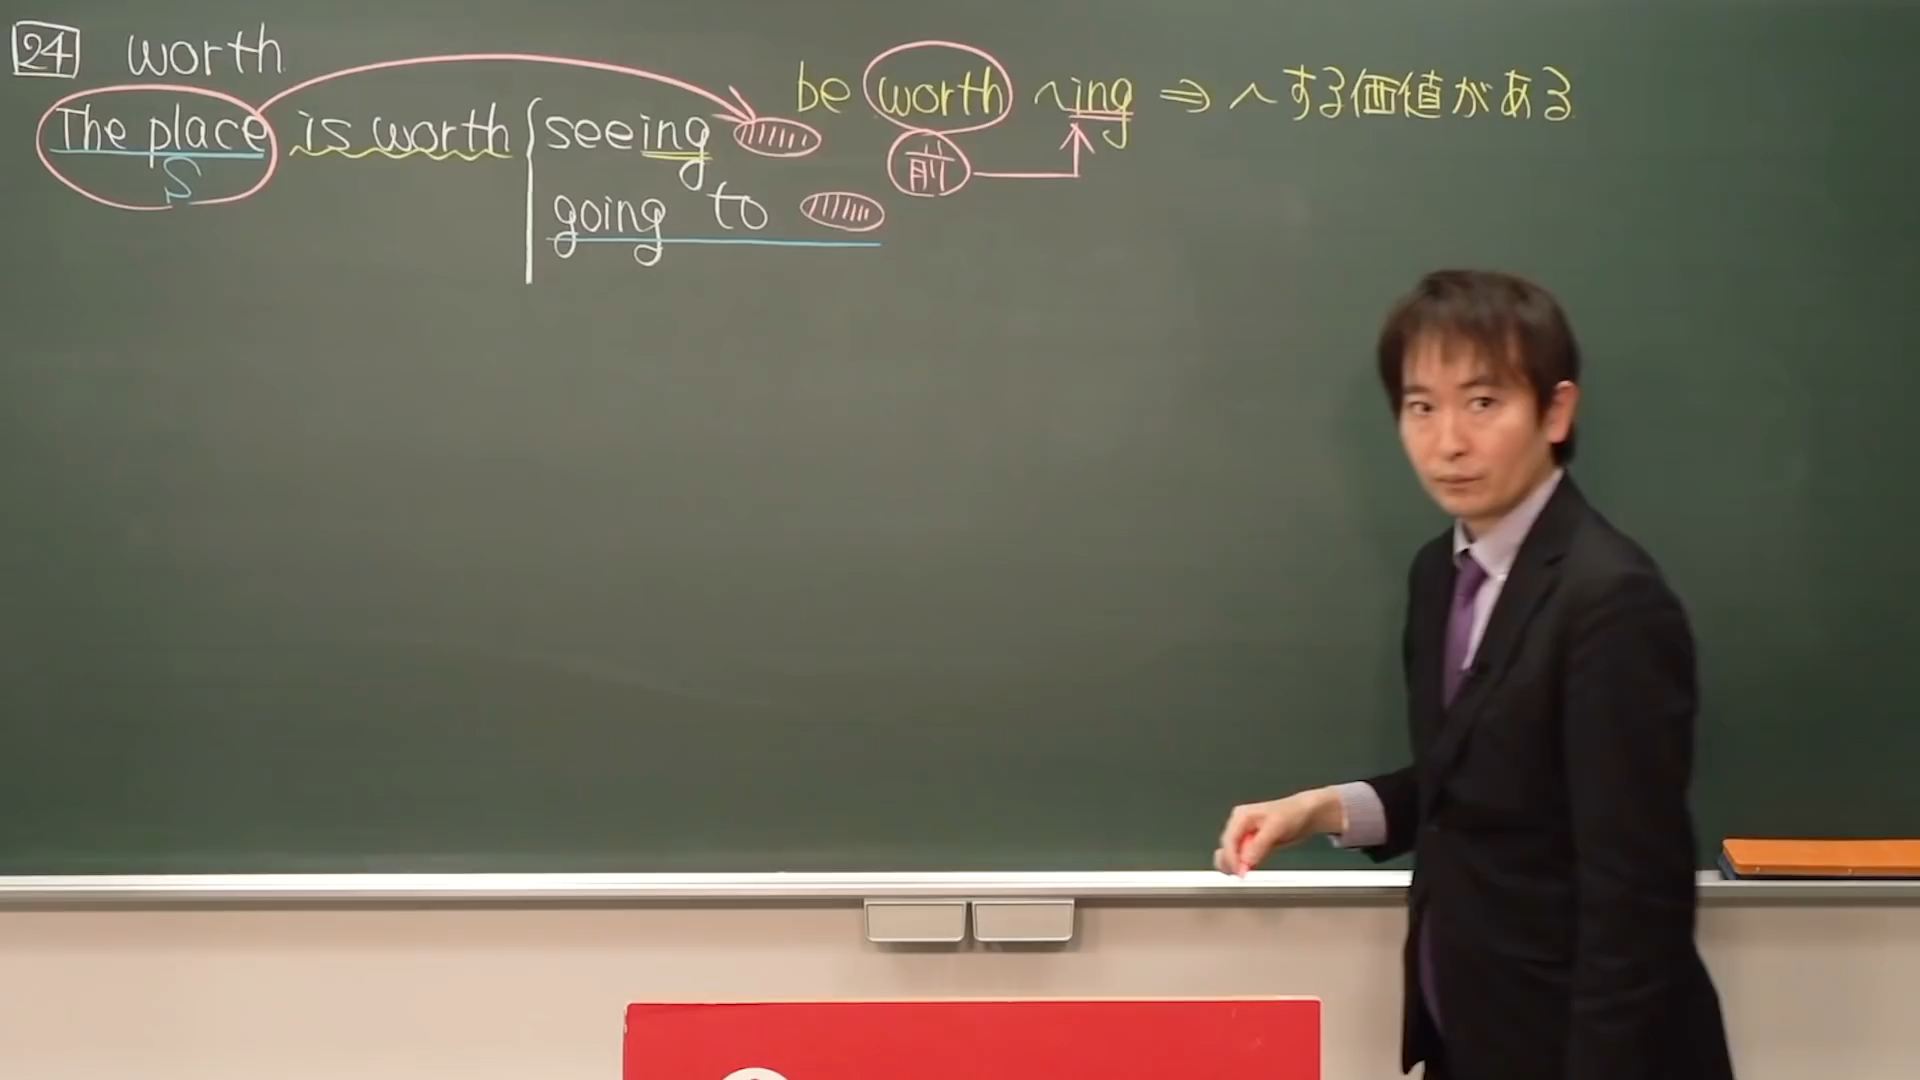 24 worth
The place is worth seeing
S
going to
be worth ~ing ⇒ ~する価値がある
前